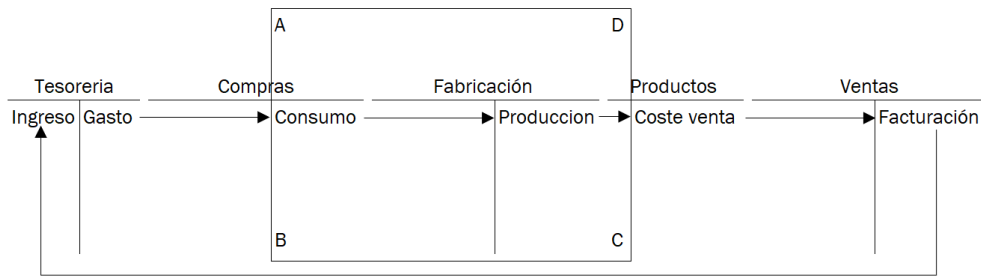 A D
Tesoreria Compras Fabricación Productos Ventas
Ingreso Gasto Consumo Produccion Coste venta Facturación
B C